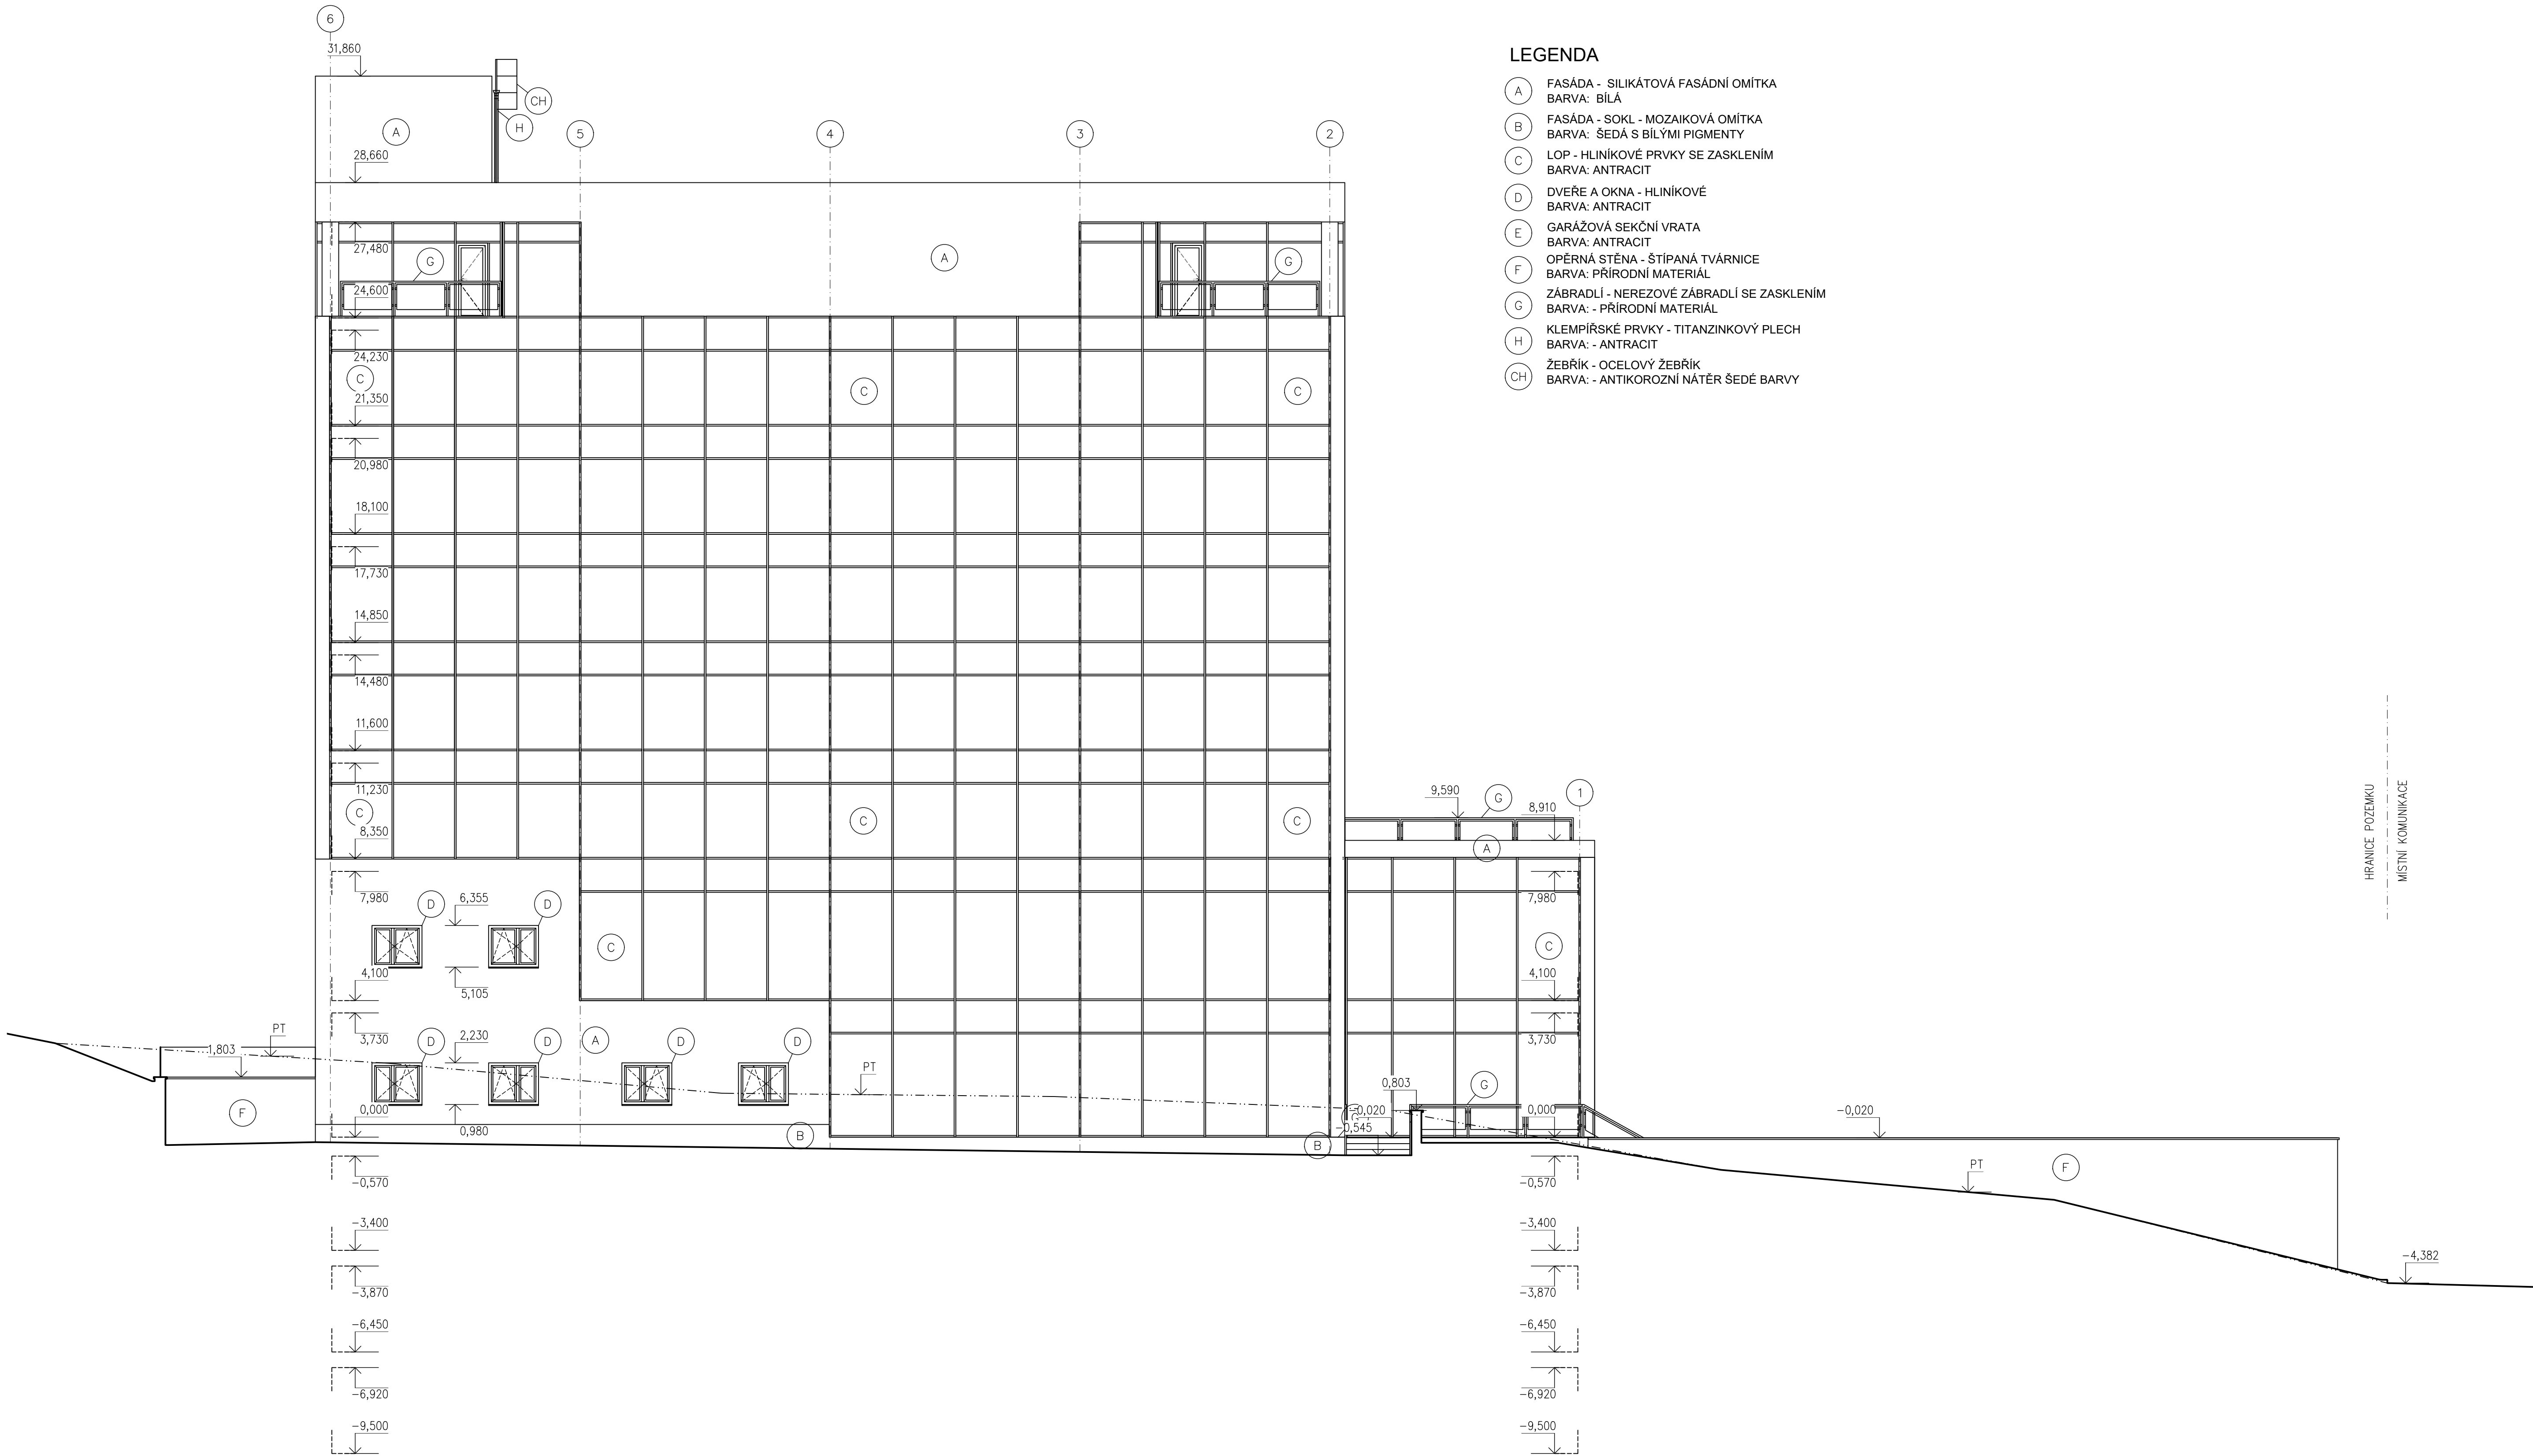 6
31,860
CH
A
H
5
4
3
2
28,660
27,480
G
A
G
24,600
24,230
C
C
C
21,350
20,980
18,100
17,730
14,850
14,480
11,600
11,230
C
C
C
8,350
9,590
G
8,910
1
A
7,980
D
6,355
D
7,980
C
C
4,100
5,105
4,100
PT
1,803
3,730
D
2,230
D
A
D
D
3,730
PT
F
0,803
G
0,000
0,980
B
-0,020
-0,545
B
0,000
-0,020
PT
F
-0,570
-0,570
-3,400
-3,400
-4,382
-3,870
-3,870
-6,450
-6,450
-6,920
-6,920
-9,500
-9,500
HRANICE POZEMKU
MÍSTNÍ KOMUNIKACE
LEGENDA
A FASÁDA - SILIKÁTOVÁ FASÁDNÍ OMÍTKA
BARVA: BÍLÁ
B FASÁDA - SOKL - MOZAIKOVÁ OMÍTKA
BARVA: ŠEDÁ S BÍLÝMI PIGMENTY
C LOP - HLINÍKOVÉ PRVKY SE ZASKLENÍM
BARVA: ANTRACIT
D DVEŘE A OKNA - HLINÍKOVÉ
BARVA: ANTRACIT
E GARÁŽOVÁ SEKČNÍ VRATA
BARVA: ANTRACIT
F OPĚRNÁ STĚNA - ŠTÍPANÁ TVÁRNICE
BARVA: PŘÍRODNÍ MATERIÁL
G ZÁBRADLÍ - NEREZOVÉ ZÁBRADLÍ SE ZASKLENÍM
BARVA: - PŘÍRODNÍ MATERIÁL
H KLEMPÍŘSKÉ PRVKY - TITANZINKOVÝ PLECH
BARVA: - ANTRACIT
CH ŽEBŘÍK - OCELOVÝ ŽEBŘÍK
BARVA: - ANTIKOROZNÍ NÁTĚR ŠEDÉ BARVY